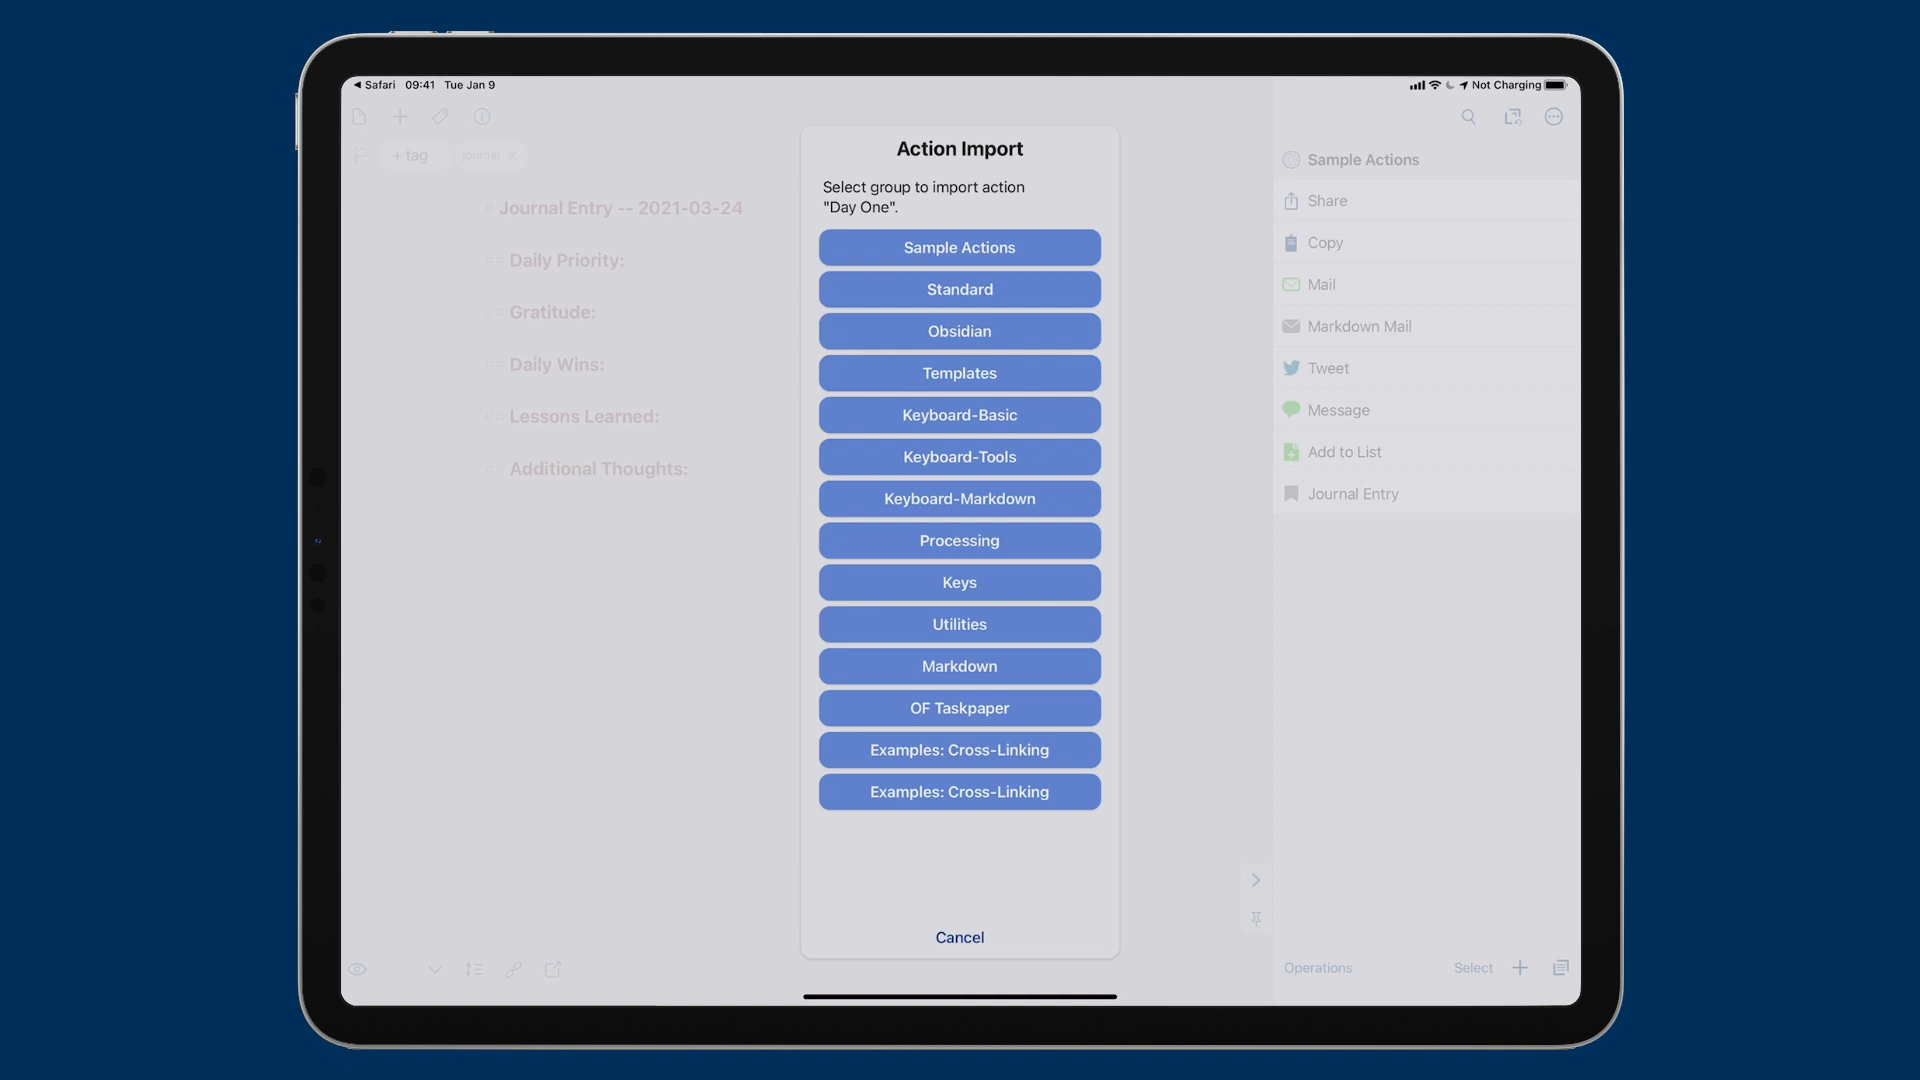 Safari 09:41 Tue Jan 9
Not Charging
+ tag
journal
# Journal Entry -- 2021-03-24
## Daily Priority:
## Gratitude:
## Daily Wins:
## Lessons Learned:
## Additional Thoughts:
Action Import
Select group to import action
"Day One".
Sample Actions
Standard
Obsidian
Templates
Keyboard-Basic
Keyboard-Tools
Keyboard-Markdown
Processing
Keys
Utilities
Markdown
OF Taskpaper
Examples: Cross-Linking
Examples: Cross-Linking
Cancel
Sample Actions
Share
Copy
Mail
Markdown Mail
Tweet
Message
Add to List
Journal Entry
Operations
Select